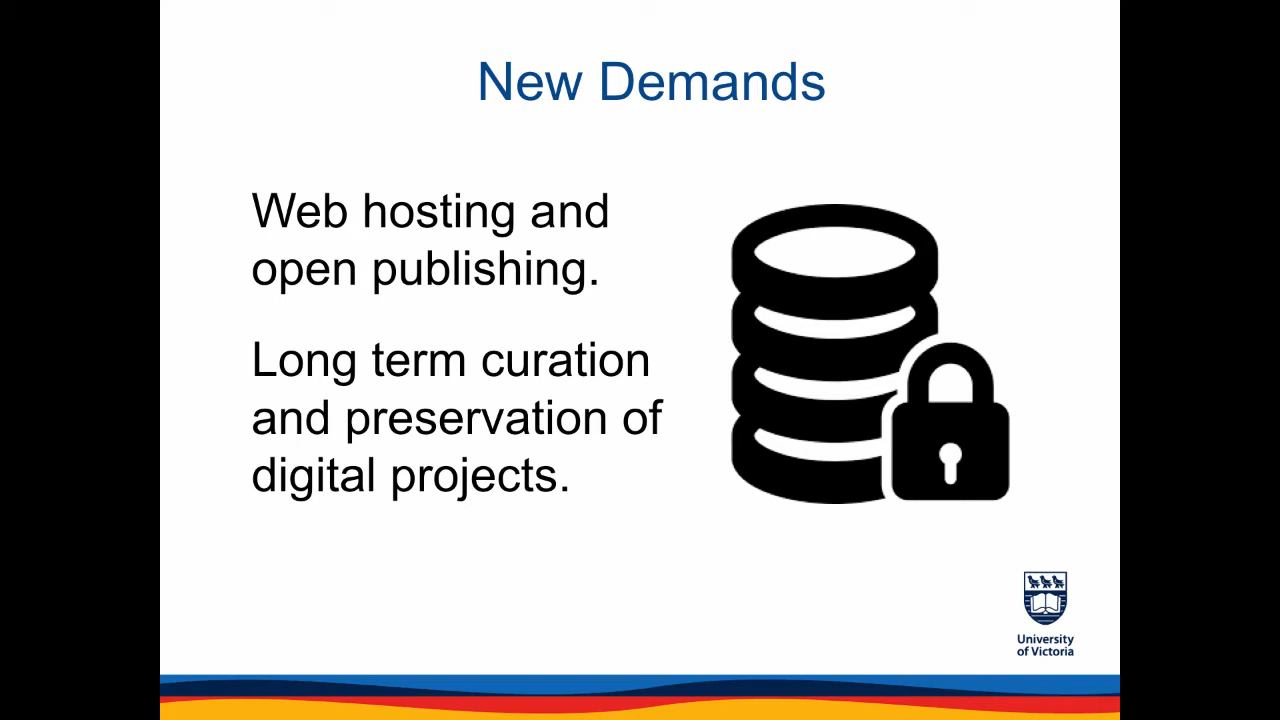 New Demands
Web hosting and
open publishing.
Long term curation
and preservation of
digital projects.
University
of Victoria